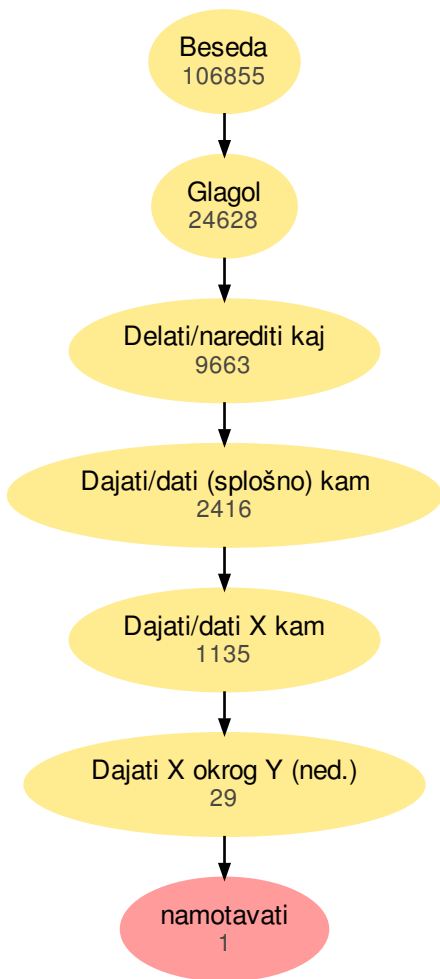 Beseda
106855
Glagol
24628
Delati/narediti kaj
9663
Dajati/dati (splošno) kam
2416
Dajati/dati X kam
1135
Dajati X okrog Y (ned.)
29
namotavati
1